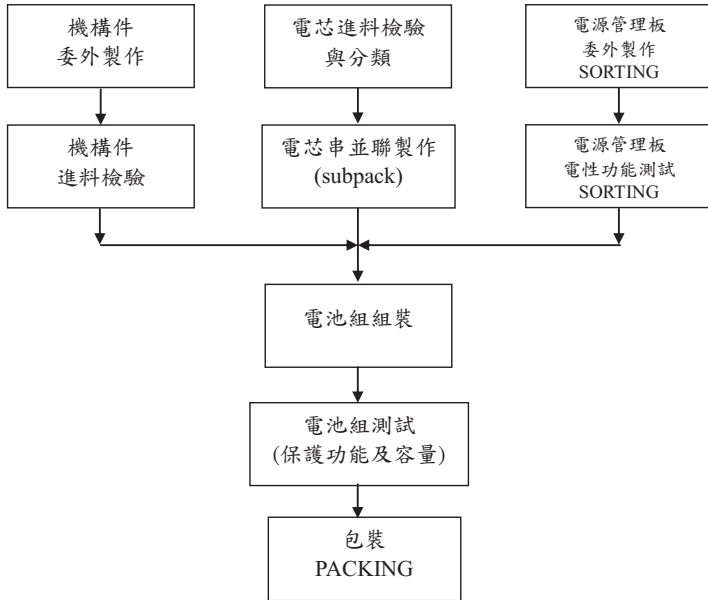 機構件
委外製作
電芯進料檢驗
與分類
電源管理板
委外製作
SORTING
機構件
進料檢驗
電芯串並聯製作
(subpack)
電源管理板
電性功能測試
SORTING
電池組組裝
電池組測試
(保護功能及容量)
包裝
PACKING